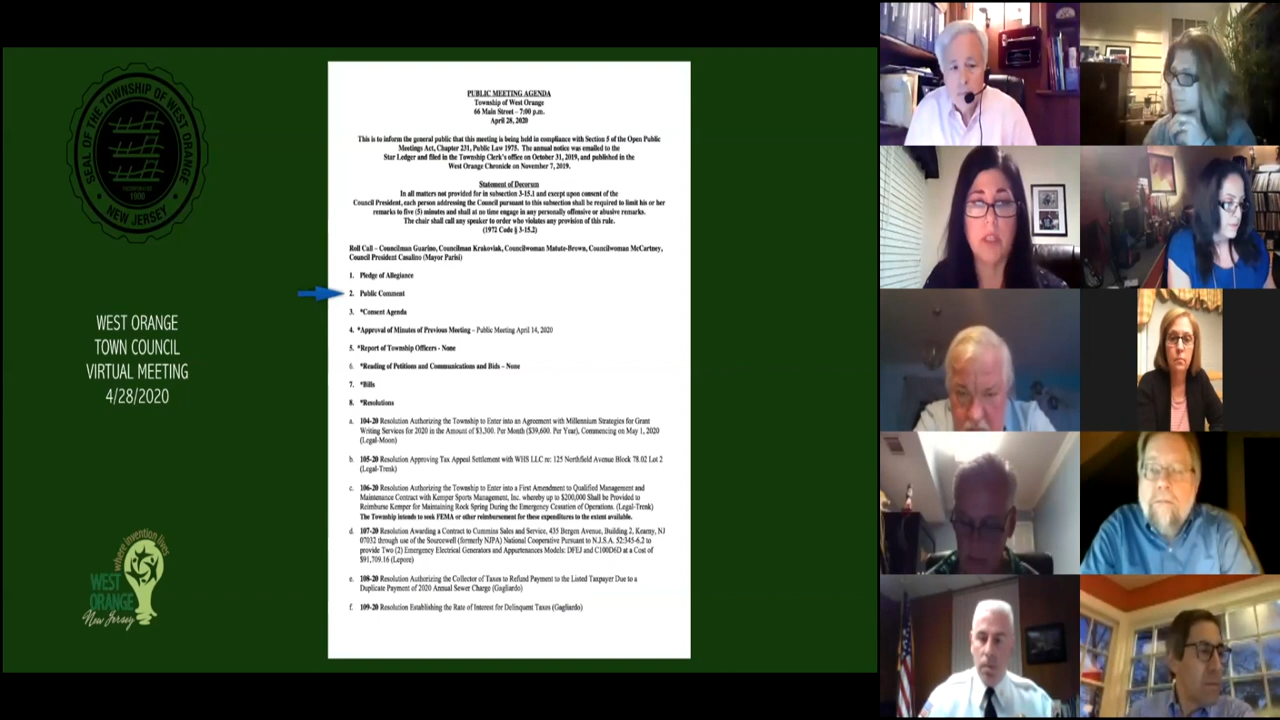 SEAL OF THE TOWNSHIP OF WEST ORANGE
1900
NEW JERSEY
WEST ORANGE
TOWN COUNCIL
VIRTUAL MEETING
4/28/2020
where invention lives
WEST
ORANGE
New Jersey
PUBLIC MEETING AGENDA
Township of West Orange
66 Main Street – 7:00 p.m.
April 28, 2020
This is to inform the general public that this meeting is being held in compliance with Section 5 of the Open Public
Meetings Act, Chapter 231, Public Law 1975. The annual notice was emailed to the
Star Ledger and filed in the Township Clerk's office on October 31, 2019, and published in the
West Orange Chronicle on November 7, 2019.
Statement of Decorum
In all matters not provided for in subsection 3-15.1 and except upon consent of the
Council President, each person addressing the Council pursuant to this subsection shall be required to limit his or her
remarks to five (5) minutes and shall at no time engage in any personally offensive or abusive remarks.
The chair shall call any speaker to order who violates any provision of this rule.
(1972 Code § 3-15.2)
Roll Call – Councilman Guarino, Councilman Krakoviak, Councilwoman Matute-Brown, Councilwoman McCartney,
Council President Casalino (Mayor Parisi)
1. Pledge of Allegiance
2. Public Comment
3. *Consent Agenda
4. *Approval of Minutes of Previous Meeting – Public Meeting April 14, 2020
5. *Report of Township Officers - None
6. *Reading of Petitions and Communications and Bids – None
7. *Bills
8. *Resolutions
a. 104-20 Resolution Authorizing the Township to Enter into an Agreement with Millennium Strategies for Grant
Writing Services for 2020 in the Amount of $3,300. Per Month ($39,600. Per Year), Commencing on May 1, 2020
(Legal-Moon)
b. 105-20 Resolution Approving Tax Appeal Settlement with WHS LLC re: 125 Northfield Avenue Block 78.02 Lot 2
(Legal-Trenk)
c. 106-20 Resolution Authorizing the Township to Enter into a First Amendment to Qualified Management and
Maintenance Contract with Kemper Sports Management, Inc. whereby up to $200,000 Shall be Provided to
Reimburse Kemper for Maintaining Rock Spring During the Emergency Cessation of Operations. (Legal-Trenk)
The Township intends to seek FEMA or other reimbursement for these expenditures to the extent available.
d. 107-20 Resolution Awarding a Contract to Cummins Sales and Service, 435 Bergen Avenue, Building 2, Kearny, NJ
07032 through use of the Sourcewell (formerly NJPA) National Cooperative Pursuant to N.J.S.A. 52:34S-6.2 to
provide Two (2) Emergency Electrical Generators and Appurtenances Models: DFEJ and C100D6D at a Cost of
$91,709.16 (Lepore)
e. 108-20 Resolution Authorizing the Collector of Taxes to Refund Payment to the Listed Taxpayer Due to a
Duplicate Payment of 2020 Annual Sewer Charge (Gagliardo)
f. 109-20 Resolution Establishing the Rate of Interest for Delinquent Taxes (Gagliardo)